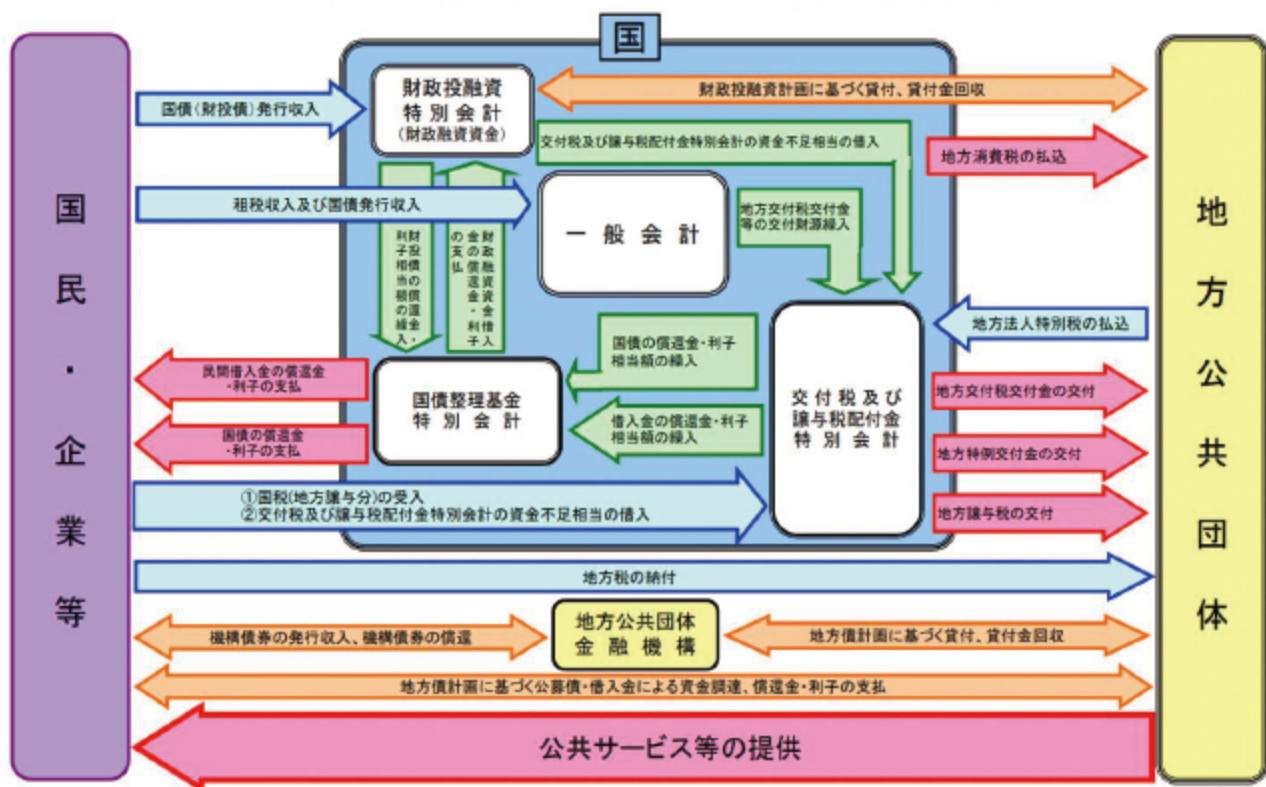 国
国民・企業等
地方公共団体
財政投融資
特別会計
(財政融資資金)
財政投融資計画に基づく貸付、貸付金回収
国債(財投債)発行収入
交付税及び譲与税配付金特別会計の資金不足相当の借入
地方消費税の払込
租税収入及び国債発行収入
一般会計
地方交付税交付金
等の交付財源繰入
財投債の償還金・
利子相当額の繰入
財政融資資金借入
金の償還金・利子
の支払
地方法人特別税の払込
国債の償還金・利子
相当額の繰入
民間借入金の償還金
・利子の支払
国債整理基金
特別会計
交付税及び
譲与税配付金
特別会計
地方交付税交付金の交付
借入金の償還金・利子
相当額の繰入
国債の償還金
・利子の支払
地方特例交付金の交付
①国税(地方譲与分)の受入
②交付税及び譲与税配付金特別会計の資金不足相当の借入
地方譲与税の交付
地方税の納付
機構債券の発行収入、機構債券の償還
地方公共団体
金融機構
地方債計画に基づく貸付、貸付金回収
地方債計画に基づく公募債・借入金による資金調達、償還金・利子の支払
公共サービス等の提供